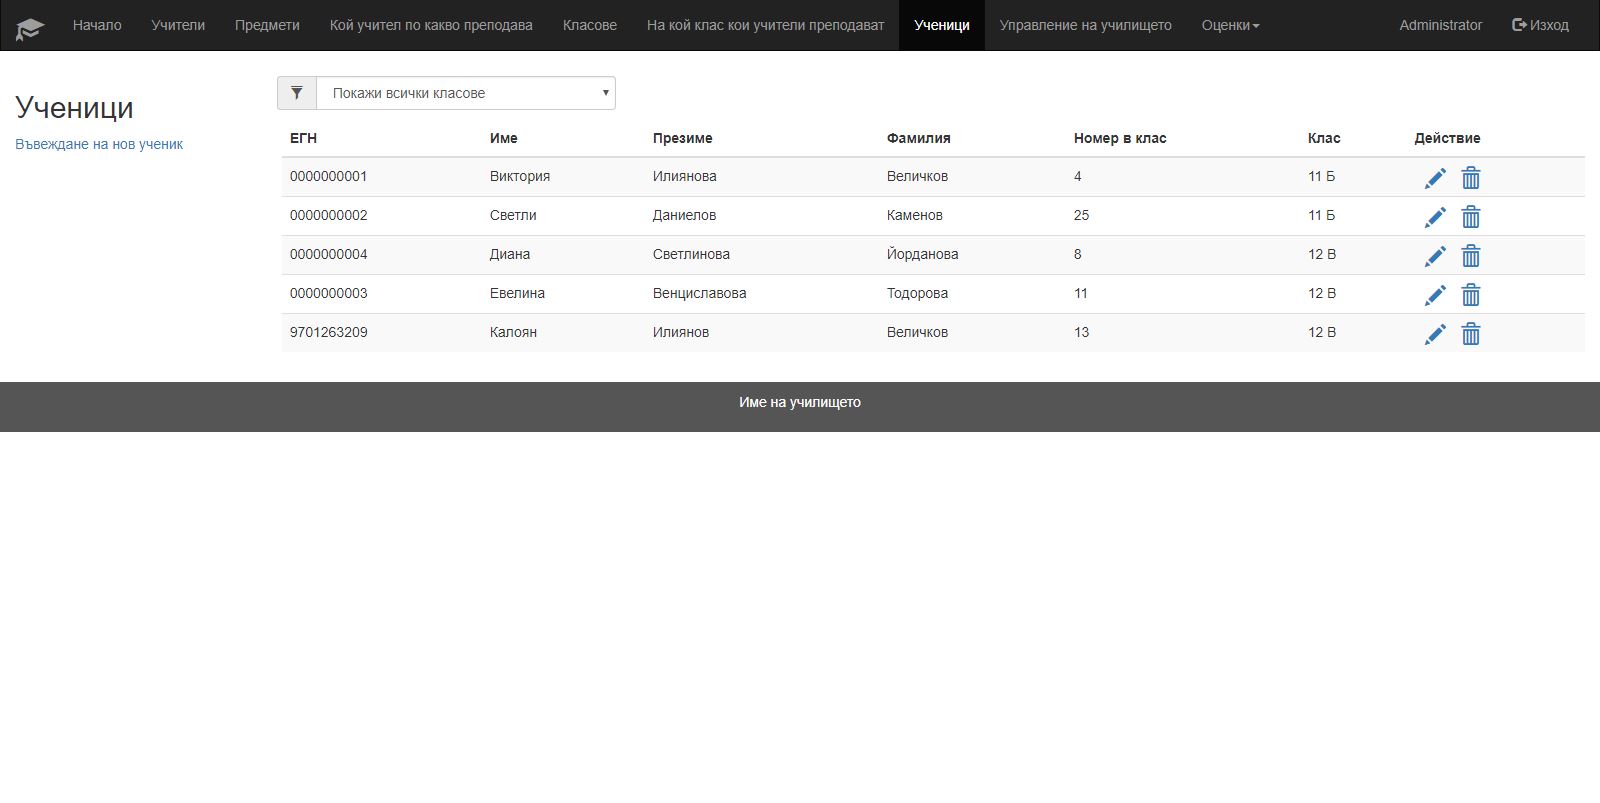 Начало Учители Предмети Кой учител по какво преподава Класове На кой клас кои учители преподават Ученици Управление на училището Оценки Administrator Изход
Ученици
Въвеждане на нов ученик
Покажи всички класове
ЕГН Име Презиме Фамилия Номер в клас Клас Действие
0000000001 Виктория Илиянова Величков 4 11 Б
0000000002 Светли Даниелов Каменов 25 11 Б
0000000004 Диана Светлинова Йорданова 8 12 В
0000000003 Евелина Венциславова Тодорова 11 12 В
9701263209 Калоян Илиянов Величков 13 12 В
Име на училището